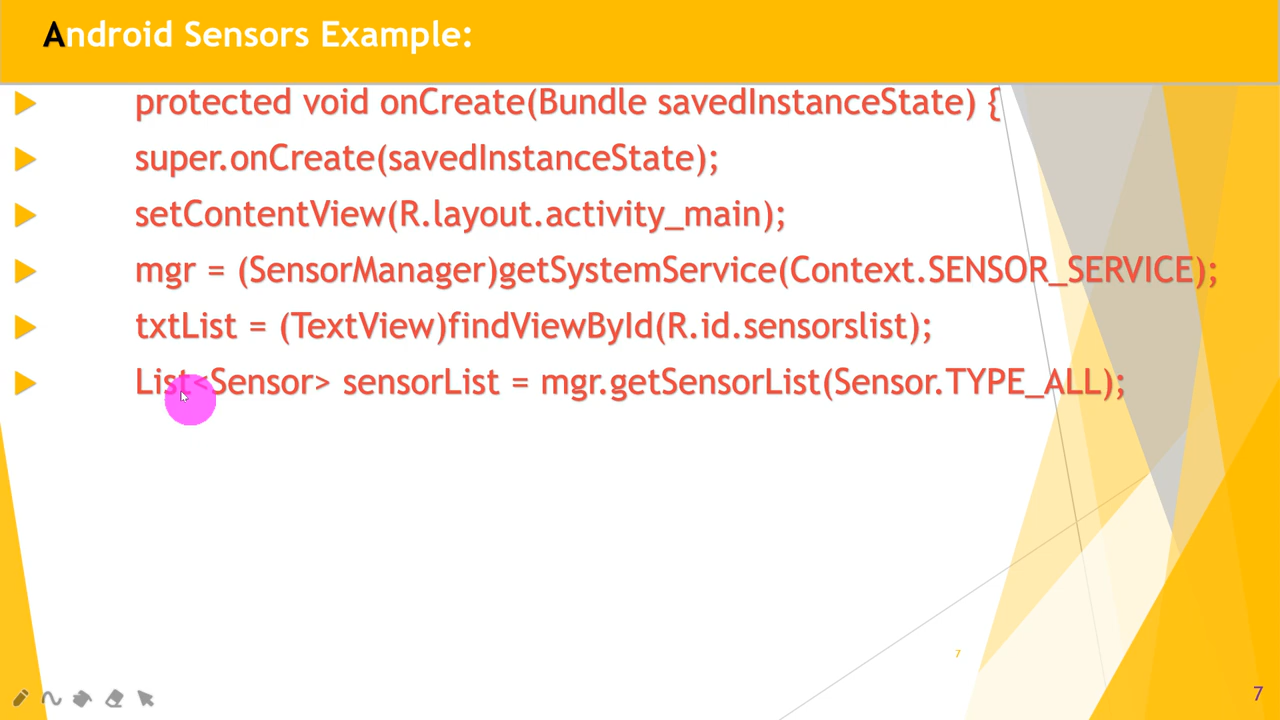 Android Sensors Example:
protected void onCreate(Bundle savedInstanceState) {
super.onCreate(savedInstanceState);
setContentView(R.layout.activity_main);
mgr = (SensorManager)getSystemService(Context.SENSOR_SERVICE);
txtList = (TextView)findViewById(R.id.sensorslist);
List<Sensor> sensorList = mgr.getSensorList(Sensor.TYPE_ALL);
7
7